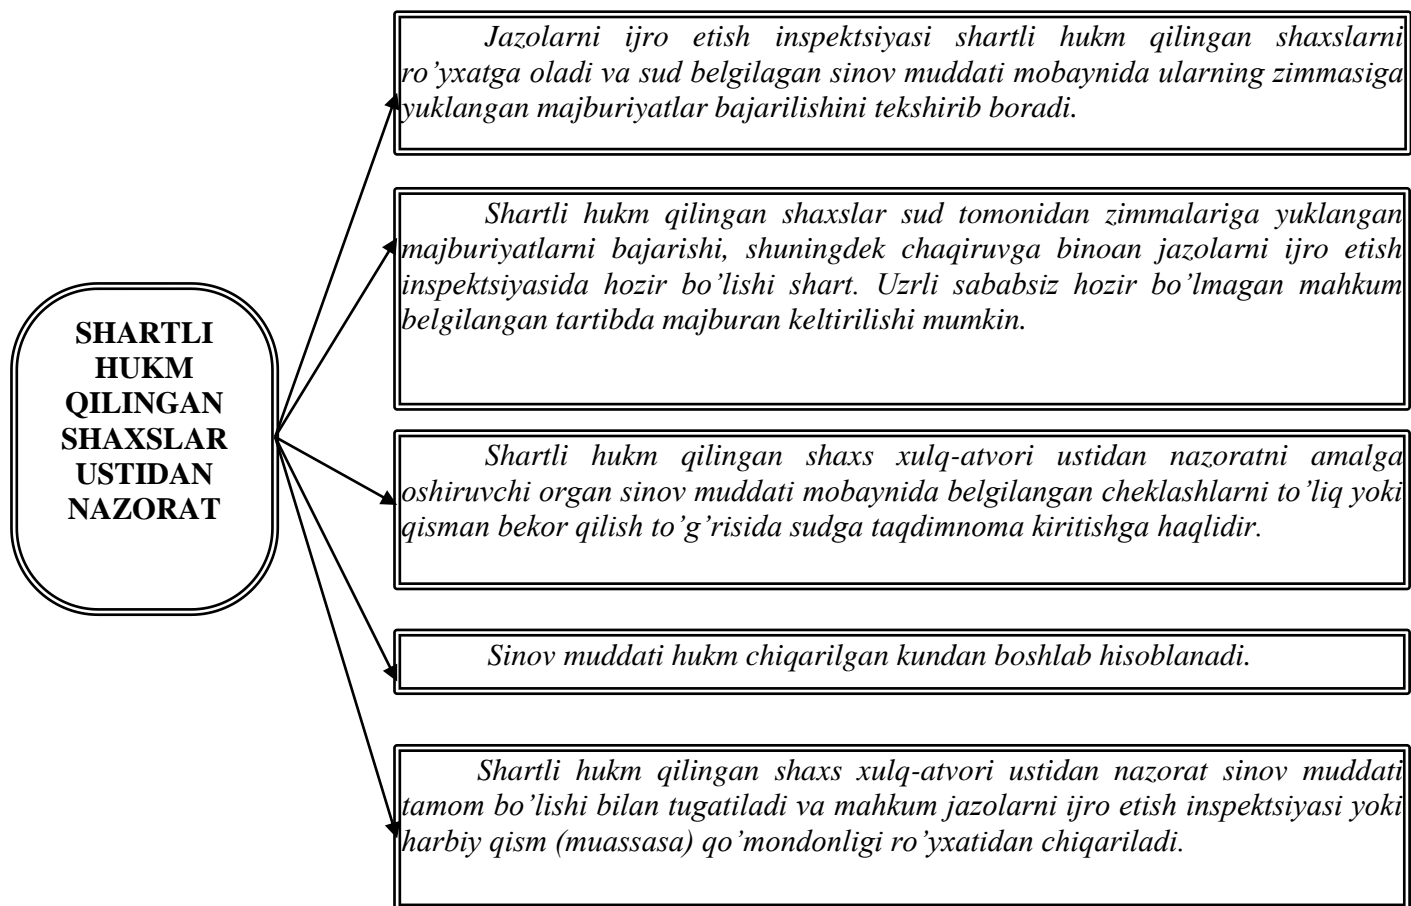 Jazolarni ijro etish inspektsiyasi shartli hukm qilingan shaxslarni
ro’yxatga oladi va sud belgilagan sinov muddati mobaynida ularning zimmasiga
yuklangan majburiyatlar bajarilishini tekshirib boradi.
Shartli hukm qilingan shaxslar sud tomonidan zimmalariga yuklangan
majburiyatlarni bajarishi, shuningdek chaqiruvga binoan jazolarni ijro etish
inspektsiyasida hozir bo’lishi shart. Uzrli sababsiz hozir bo’lmagan mahkum
belgilangan tartibda majburan keltirilishi mumkin.
SHARTLI
HUKM
QILINGAN
SHAXSLAR
USTIDAN
NAZORAT
Shartli hukm qilingan shaxs xulq-atvori ustidan nazoratni amalga
oshiruvchi organ sinov muddati mobaynida belgilangan cheklashlarni to’liq yoki
qisman bekor qilish to’g’risida sudga taqdimnoma kiritishga haqlidir.
Sinov muddati hukm chiqarilgan kundan boshlab hisoblanadi.
Shartli hukm qilingan shaxs xulq-atvori ustidan nazorat sinov muddati
tamom bo’lishi bilan tugatiladi va mahkum jazolarni ijro etish inspektsiyasi yoki
harbiy qism (muassasa) qo’mondonligi ro’yxatidan chiqariladi.